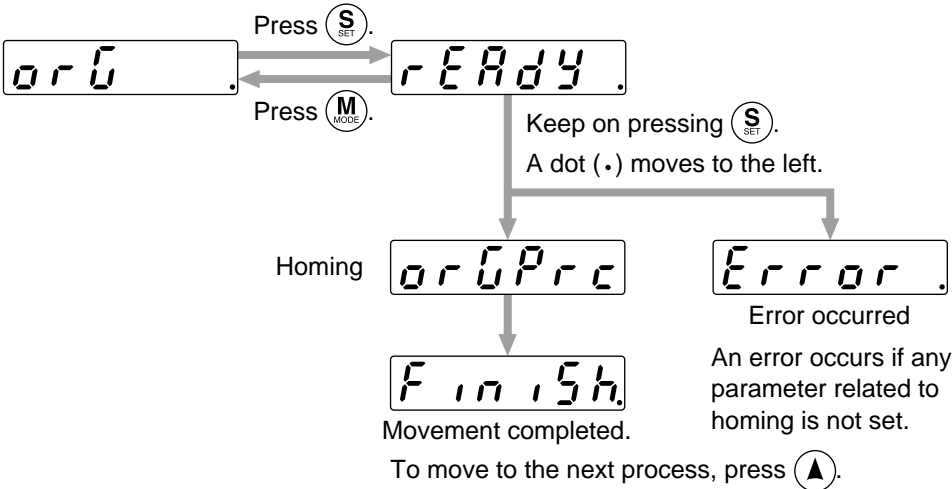 Press S SET.
orG .
rEAdY .
Press M MODE.
Keep on pressing S SET.
A dot (.) moves to the left.
Homing
orGPrc
Error .
Error occurred
An error occurs if any
parameter related to
homing is not set.
FiniSh.
Movement completed.
To move to the next process, press ▲.